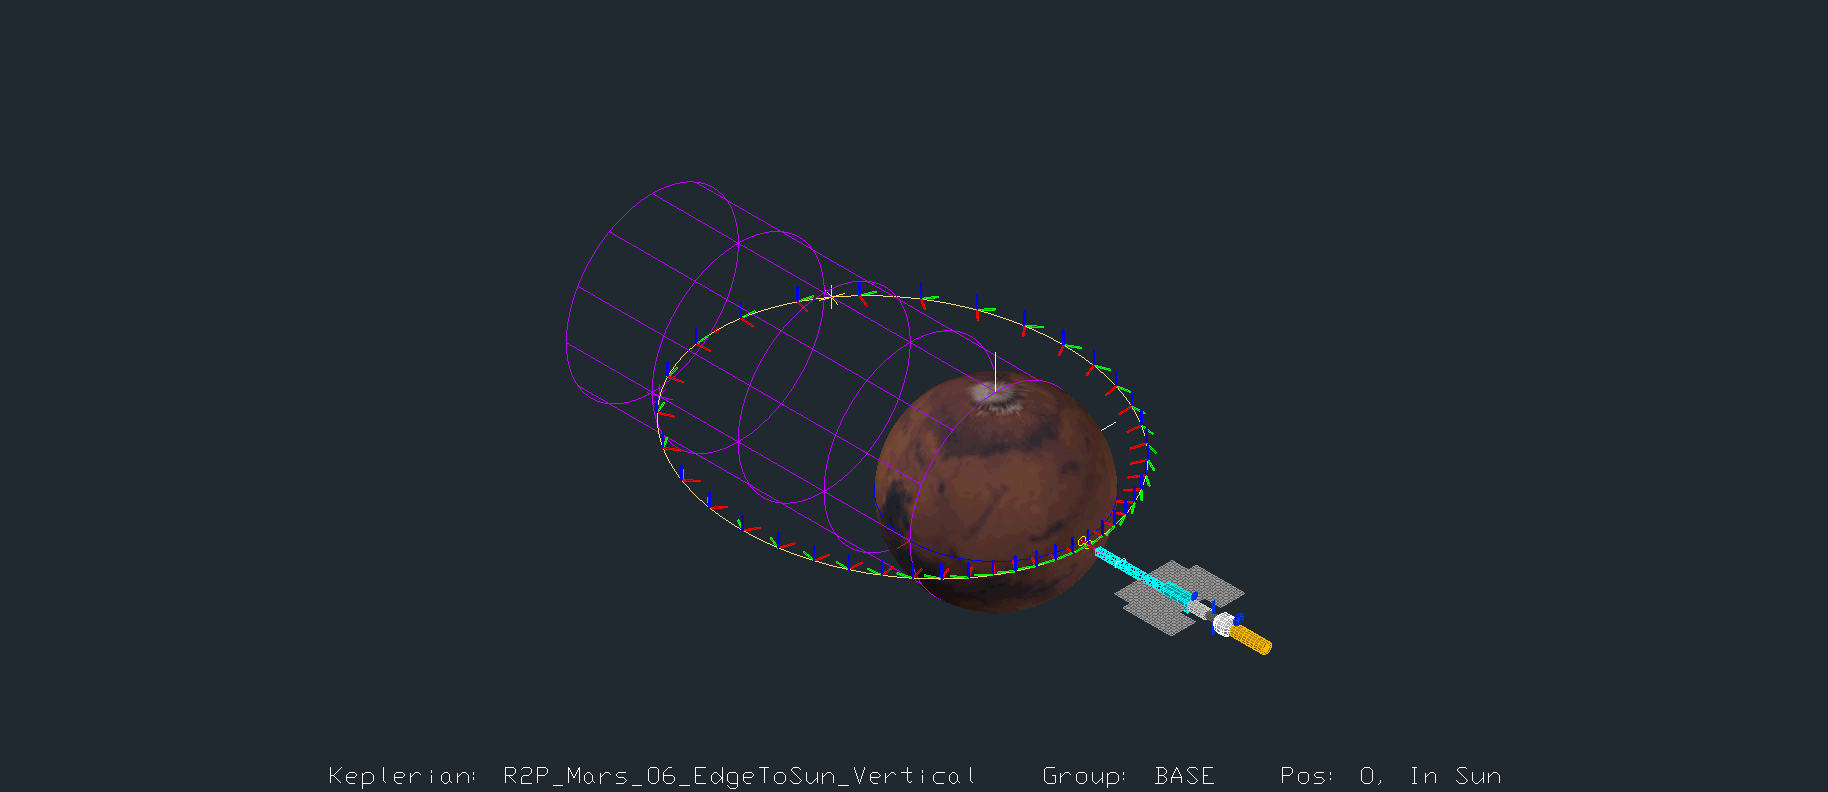 Keplerian: R2P_Mars_06_EdgeToSun_Vertical Group: BASE Pos: 0, In Sun